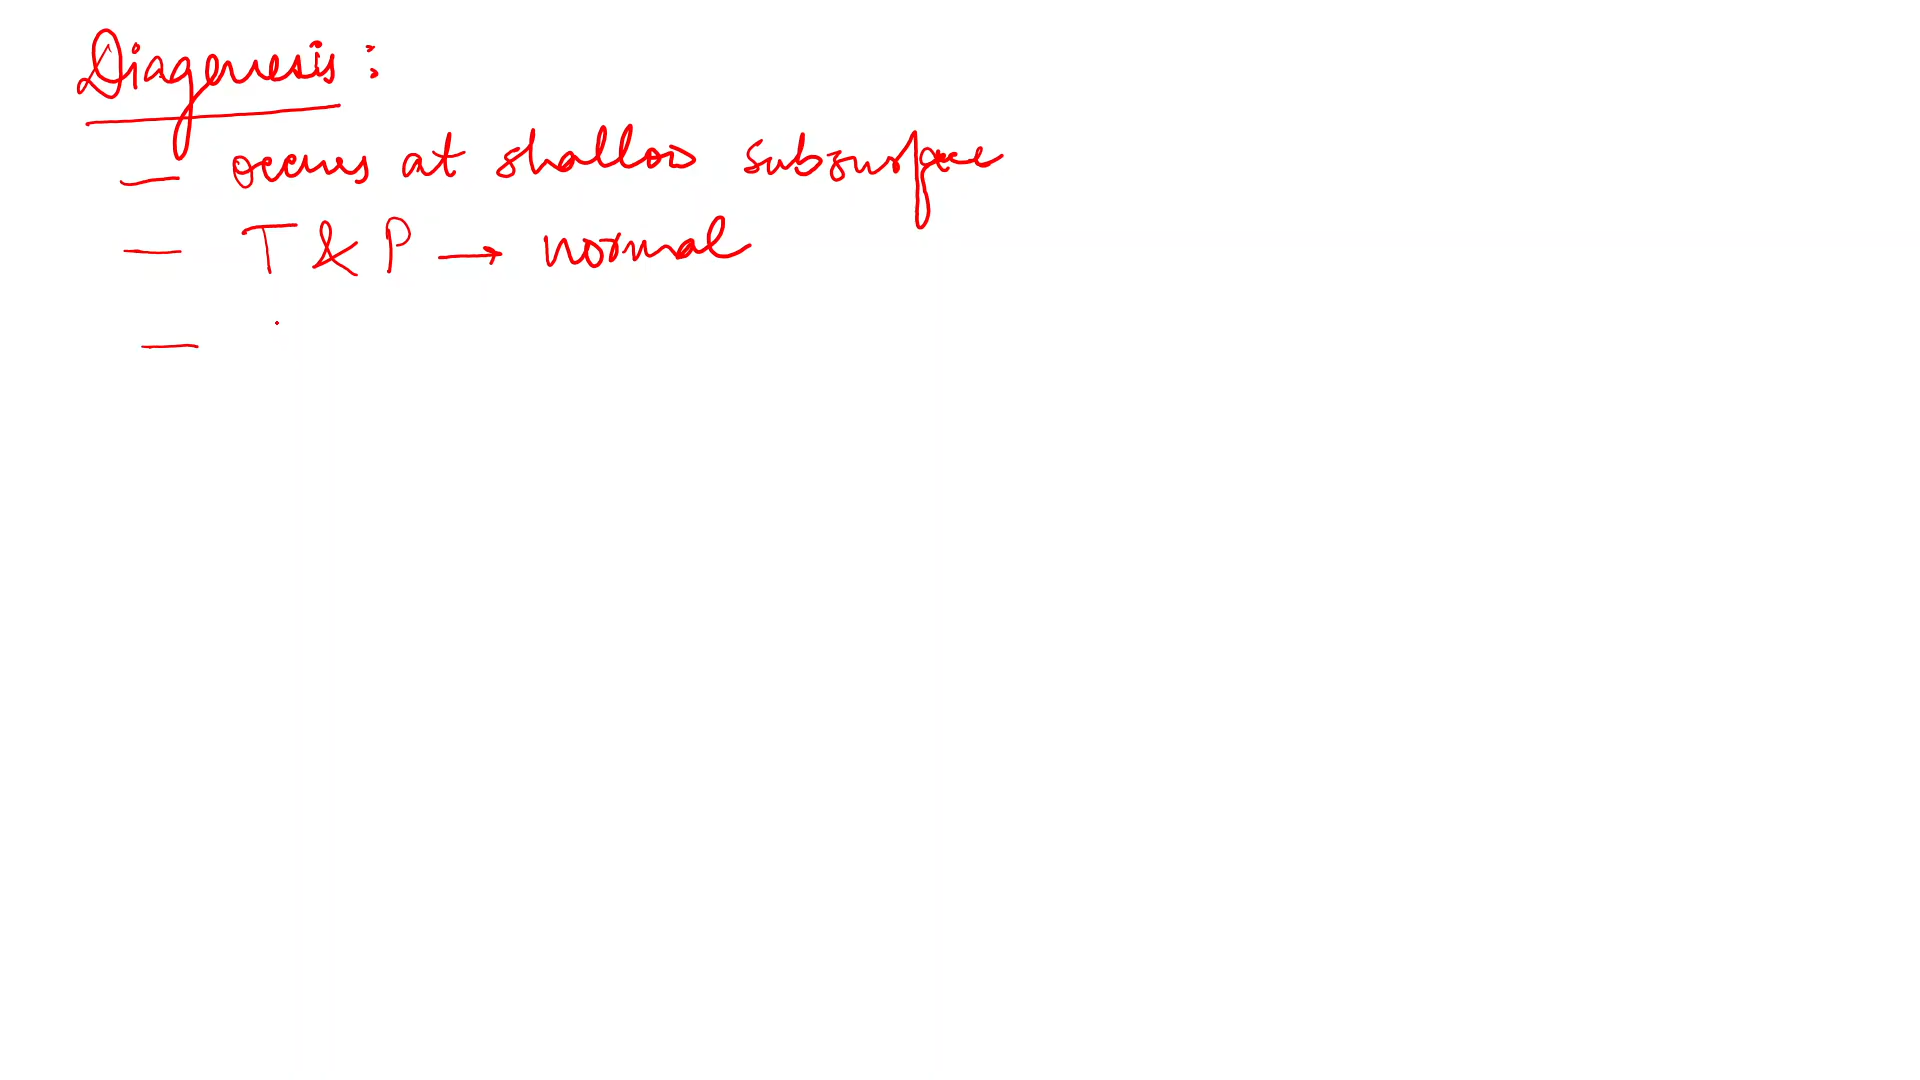 Diagenesis :
— occurs at shallow subsurface
— T & P → normal
—